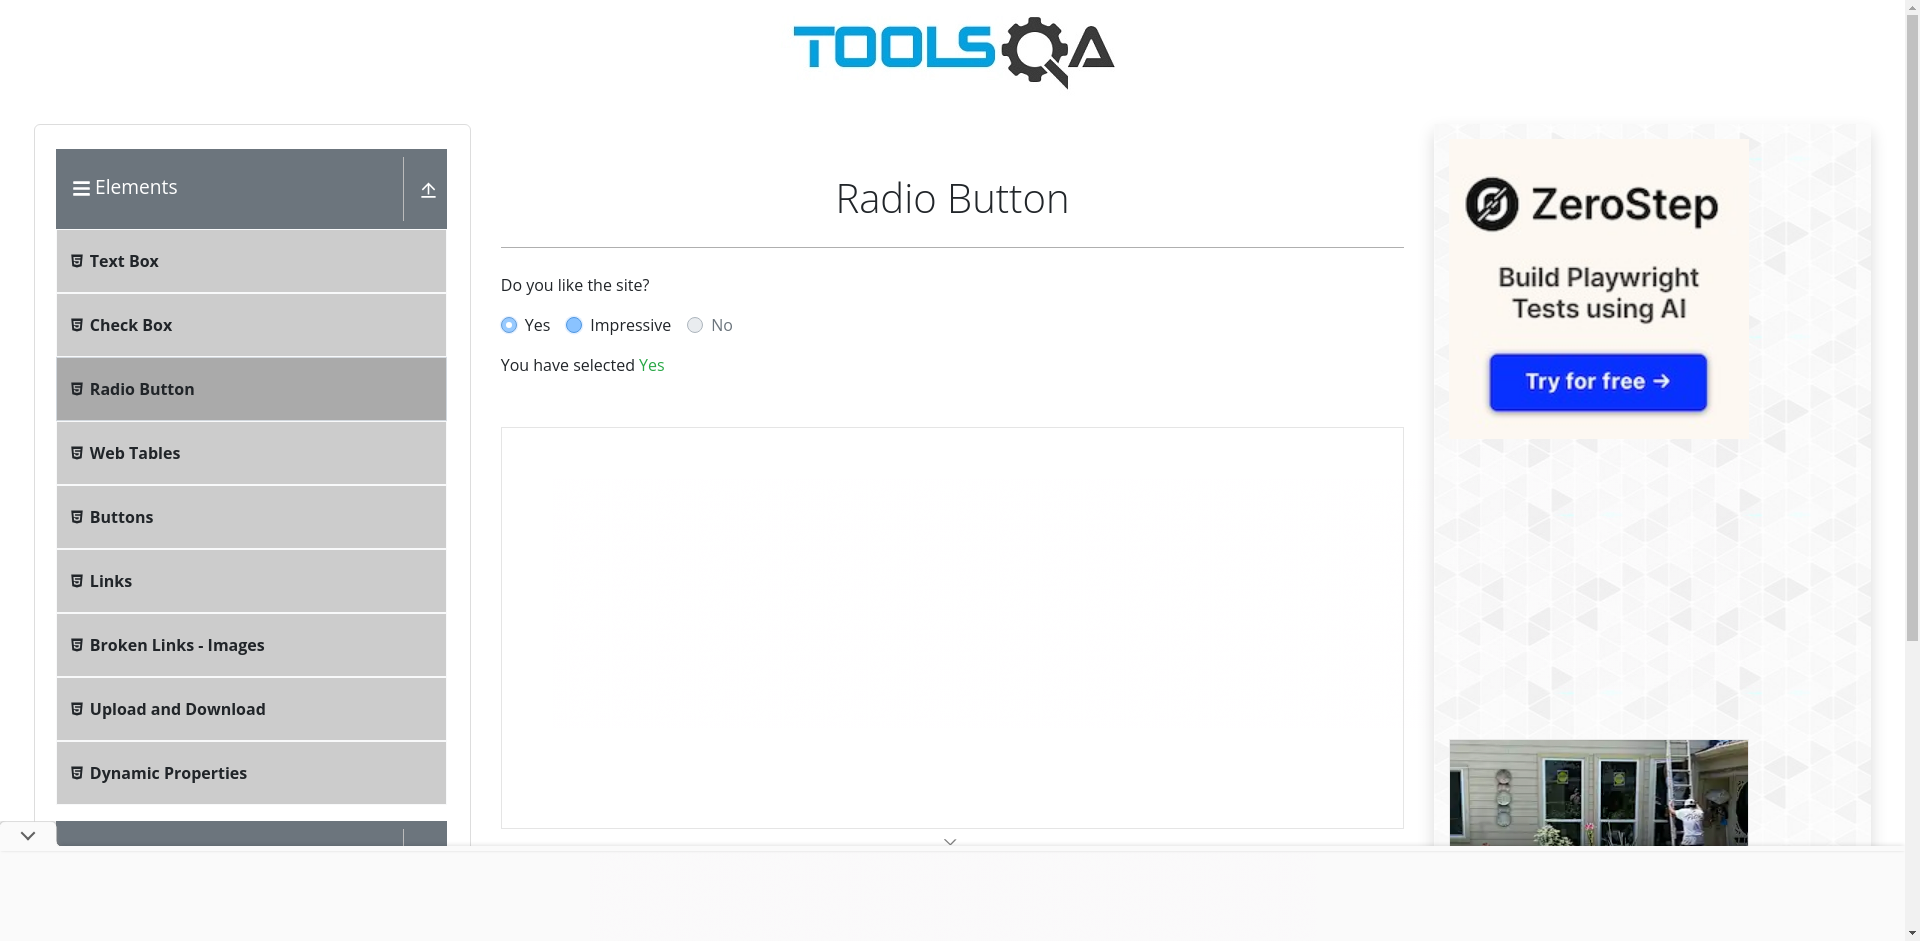 TOOLSQA
Elements
Text Box
Check Box
Radio Button
Web Tables
Buttons
Links
Broken Links - Images
Upload and Download
Dynamic Properties
Radio Button
Do you like the site?
Yes Impressive No
You have selected Yes
ZeroStep
Build Playwright
Tests using AI
Try for free →